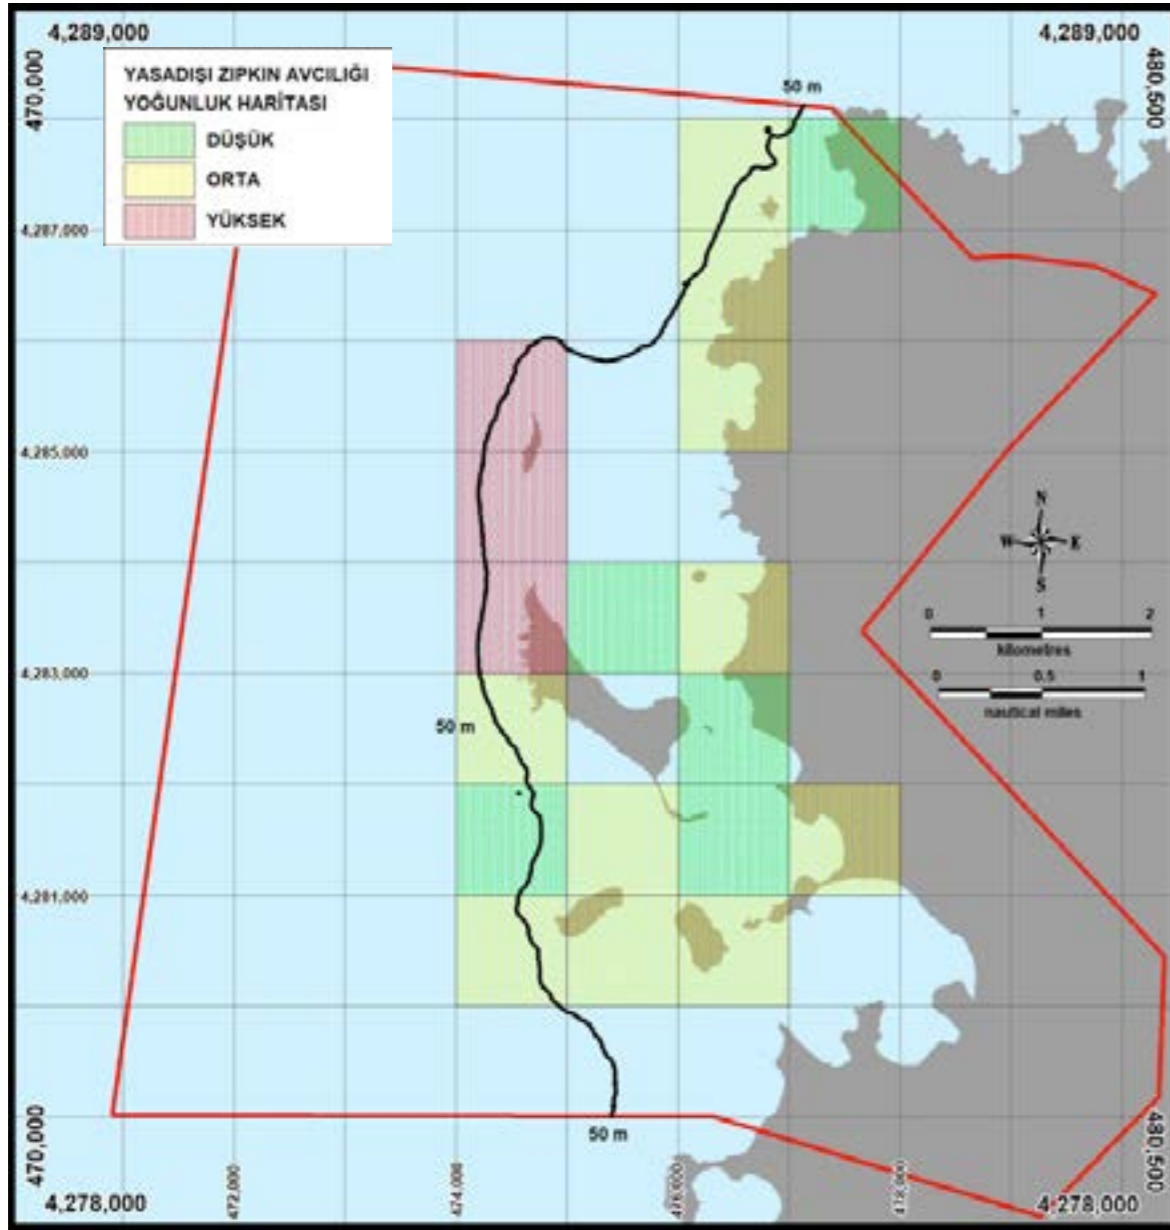 4,289,000
4,289,000
470,000
480,500
YASADIŞI ZIPKIN AVCILIĞI
YOĞUNLUK HARİTASI
DÜŞÜK
ORTA
YÜKSEK
50 m
4,287,000
4,285,000
N
W E
S
0 1 2
kilometres
0 0.5 1
nautical miles
4,283,000
50 m
4,281,000
50 m
470,000
472,000
474,000
476,000
478,000
480,500
4,278,000
4,278,000